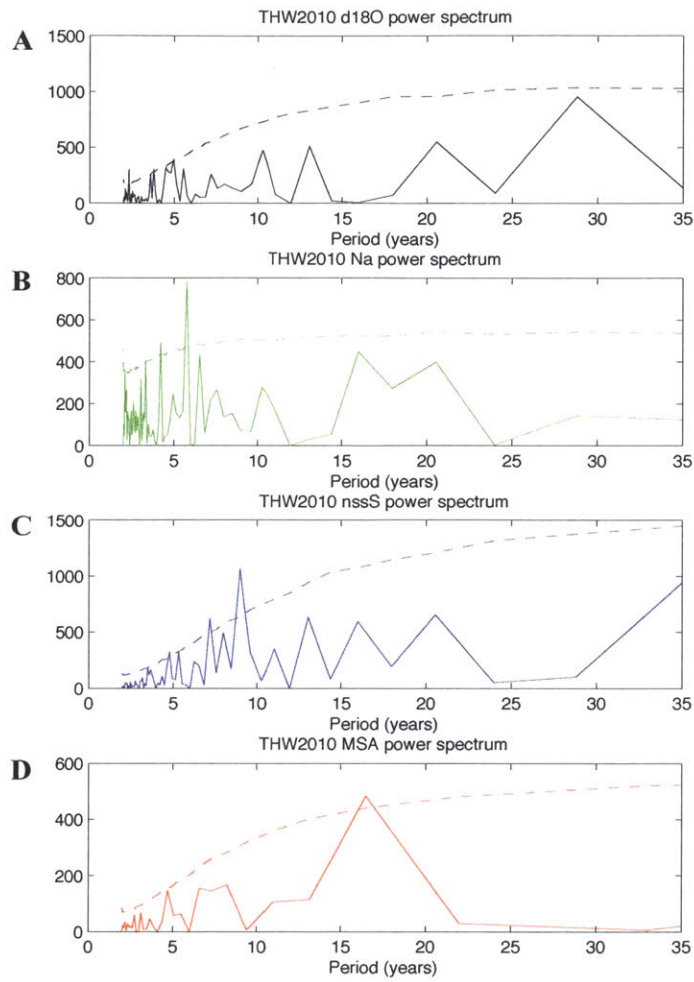 THW2010 d18O power spectrum
A
1500
1000
500
0
0 5 10 15 20 25 30 35
Period (years)
THW2010 Na power spectrum
B
800
600
400
200
0
0 5 10 15 20 25 30 35
Period (years)
THW2010 nssS power spectrum
C
1500
1000
500
0
0 5 10 15 20 25 30 35
Period (years)
THW2010 MSA power spectrum
D
600
400
200
0
0 5 10 15 20 25 30 35
Period (years)